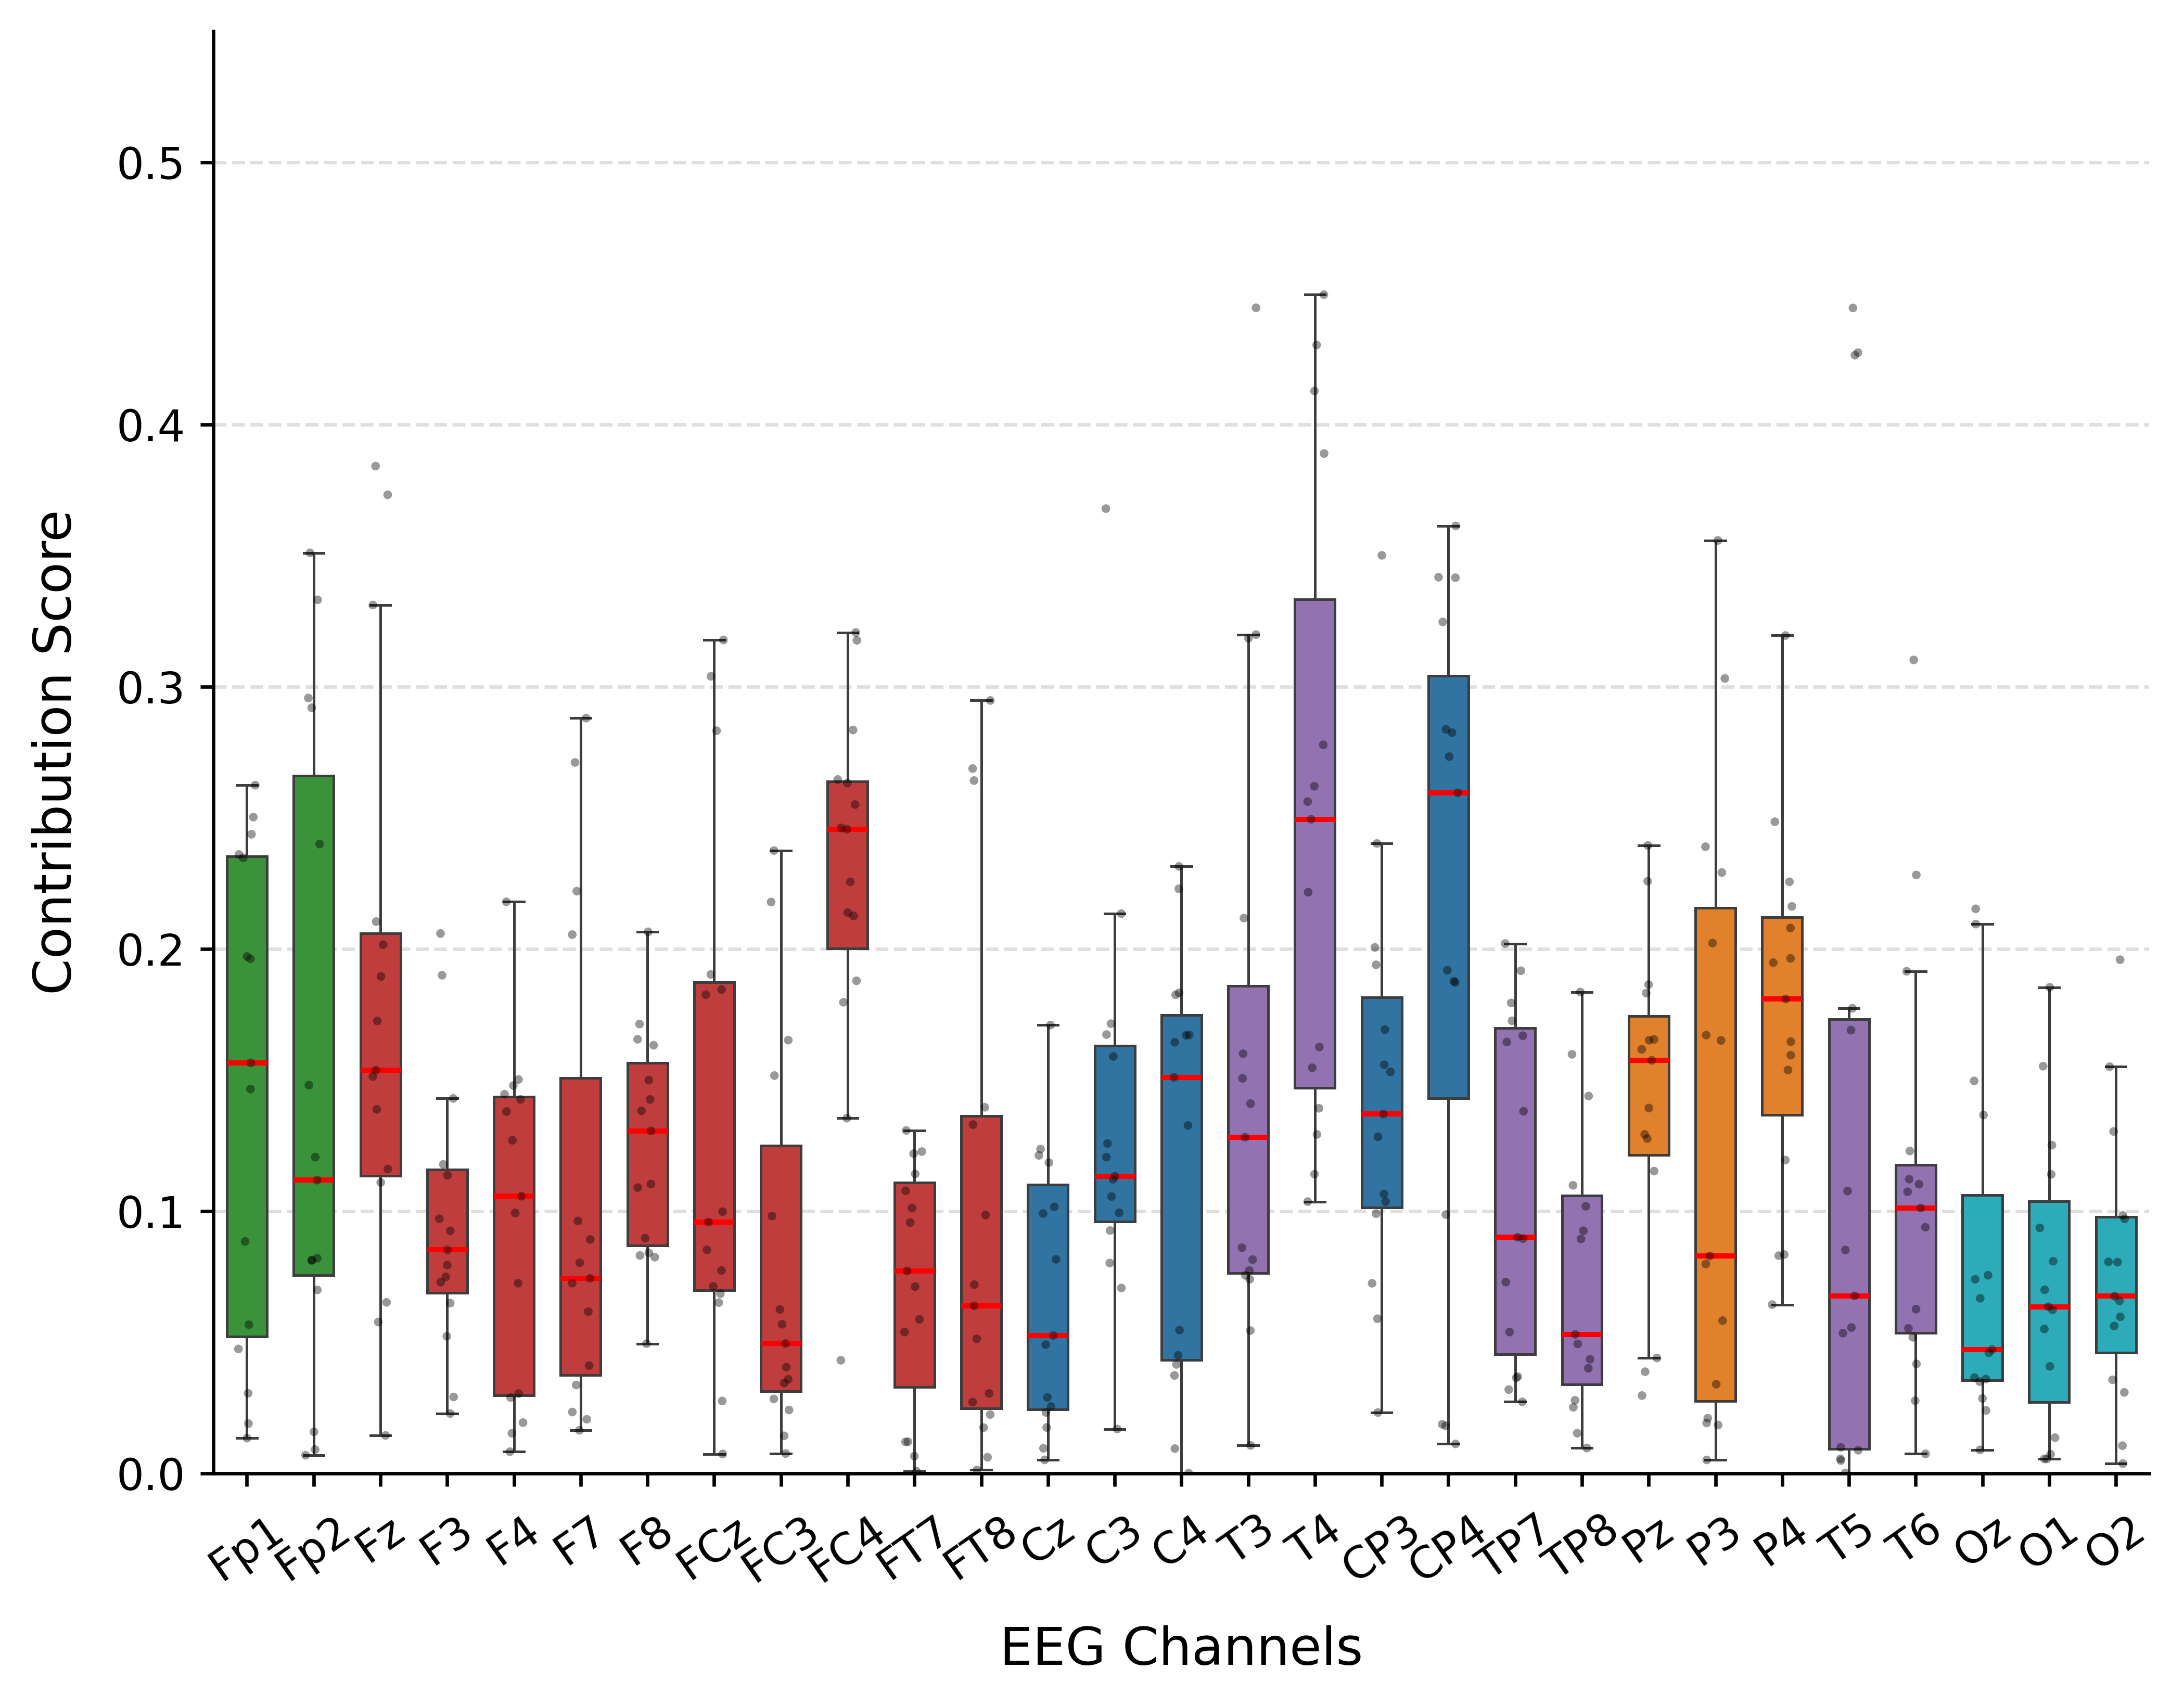 Contribution Score
0.5
0.4
0.3
0.2
0.1
0.0
Fp1 Fp2 Fz F3 F4 F7 F8 FCz FC3 FC4 FT7 FT8 Cz C3 C4 T3 T4 CP3 CP4 TP7 TP8 Pz P3 P4 T5 T6 Oz O1 O2
EEG Channels